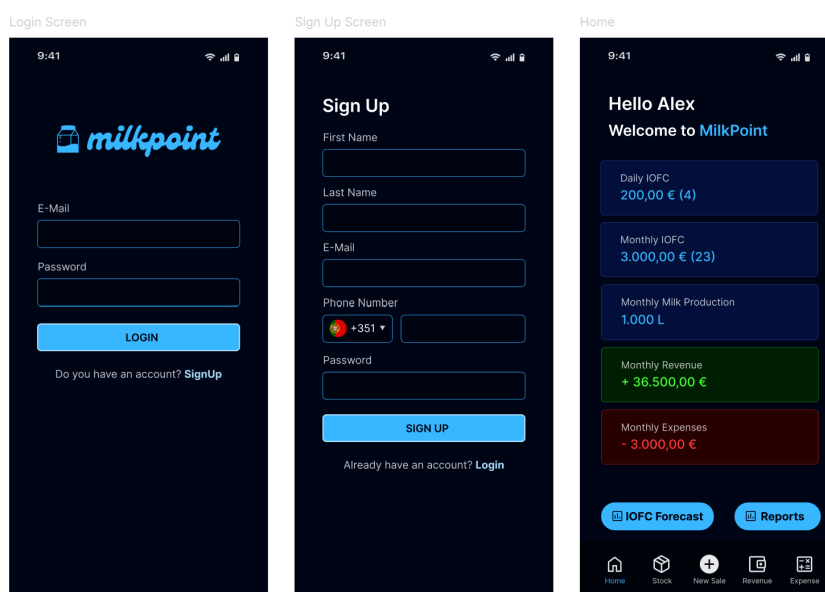 Login Screen
9:41
milkpoint
E-Mail
Password
LOGIN
Do you have an account? SignUp
Sign Up Screen
9:41
Sign Up
First Name
Last Name
E-Mail
Phone Number
+351
Password
SIGN UP
Already have an account? Login
Home
9:41
Hello Alex
Welcome to MilkPoint
Daily IOFC
200,00 € (4)
Monthly IOFC
3.000,00 € (23)
Monthly Milk Production
1.000 L
Monthly Revenue
+ 36.500,00 €
Monthly Expenses
- 3.000,00 €
IOFC Forecast
Reports
Home
Stock
New Sale
Revenue
Expense